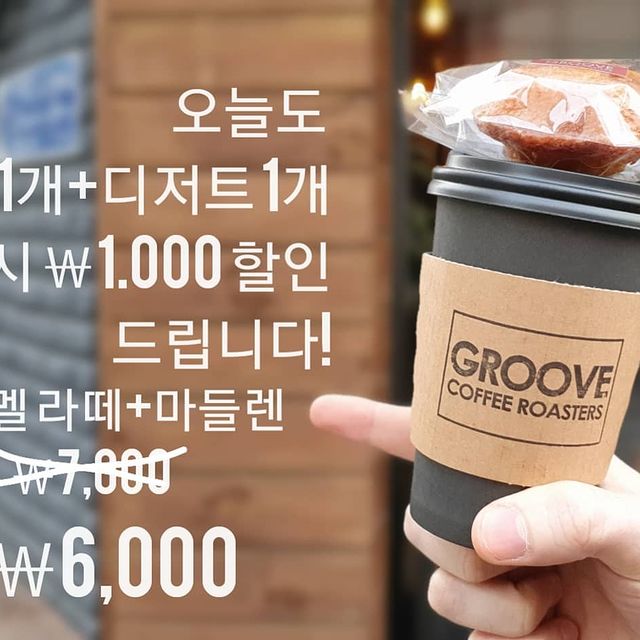 오늘도
1개+디저트 1개
시 ₩1.000 할인
드립니다!
라떼+마들렌
₩7,000
₩6,000
GROOVE
COFFEE ROASTERS